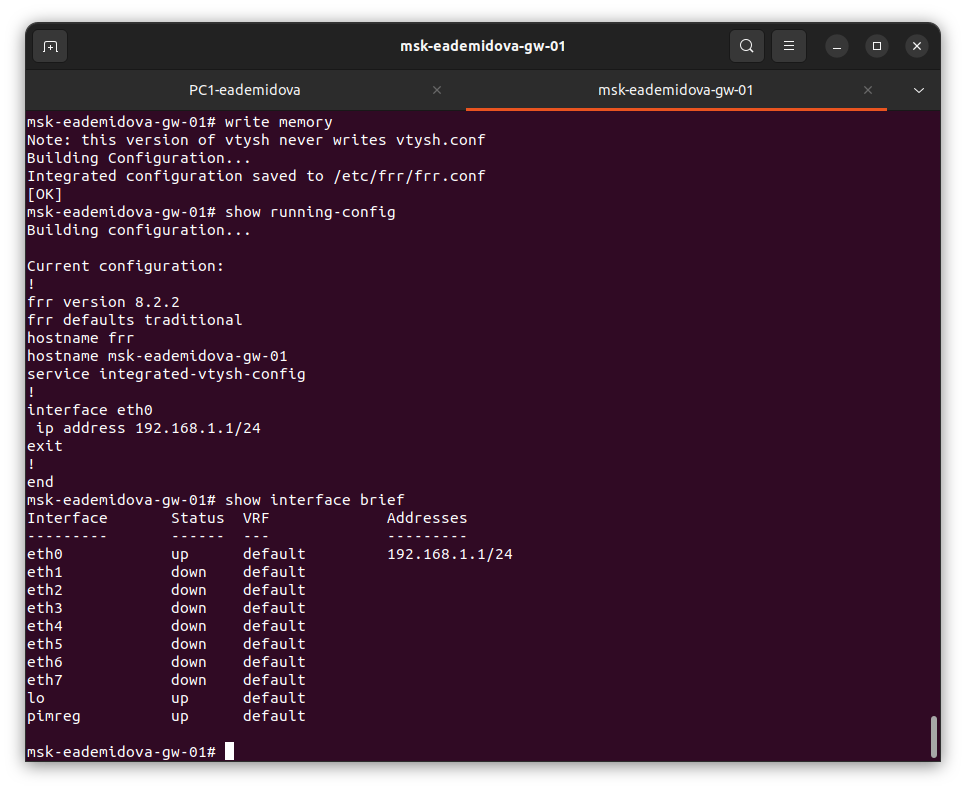 msk-eademidova-gw-01
PC1-eademidova
msk-eademidova-gw-01
msk-eademidova-gw-01# write memory
Note: this version of vtysh never writes vtysh.conf
Building Configuration...
Integrated configuration saved to /etc/frr/frr.conf
[OK]
msk-eademidova-gw-01# show running-config
Building configuration...

Current configuration:
!
frr version 8.2.2
frr defaults traditional
hostname frr
hostname msk-eademidova-gw-01
service integrated-vtysh-config
!
interface eth0
 ip address 192.168.1.1/24
exit
!
end
msk-eademidova-gw-01# show interface brief
Interface       Status  VRF             Addresses
---------       ------  ---             ---------
eth0            up      default         192.168.1.1/24
eth1            down    default
eth2            down    default
eth3            down    default
eth4            down    default
eth5            down    default
eth6            down    default
eth7            down    default
lo              up      default
pimreg          up      default

msk-eademidova-gw-01#